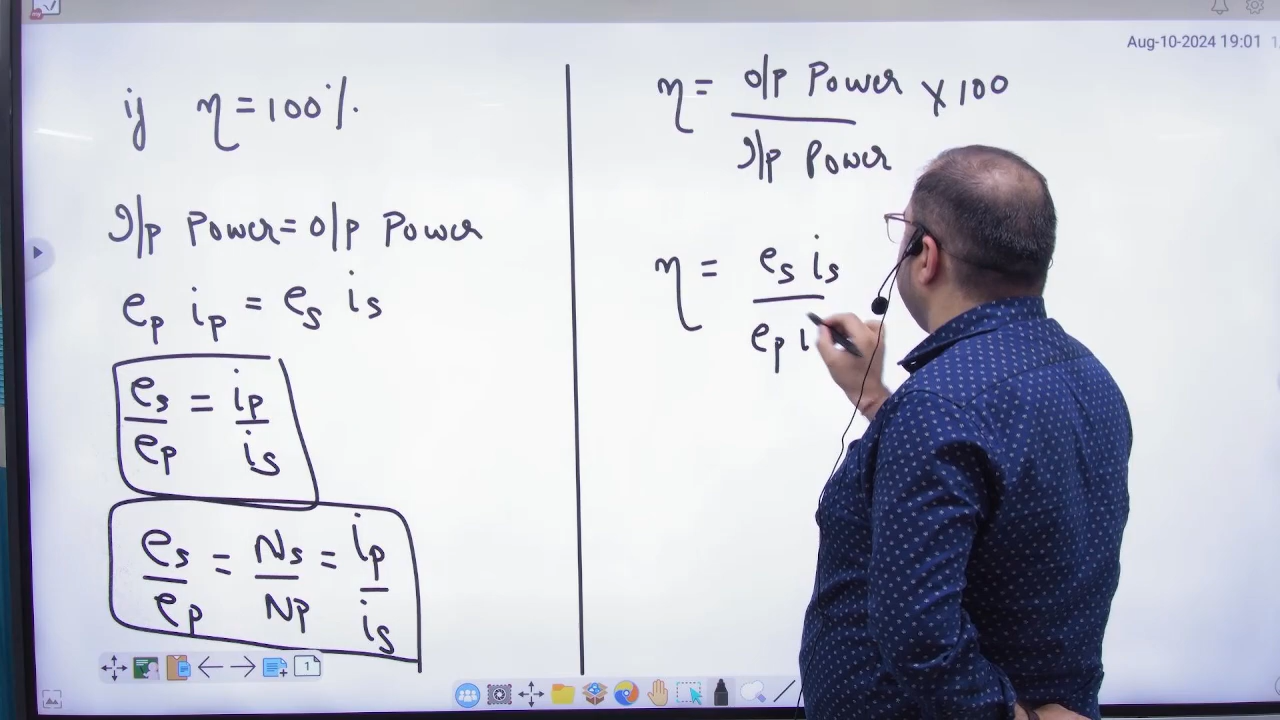 Aug-10-2024 19:01
if η = 100%.
I/p Power = O/p Power
ep ip = es is
es/ep = ip/is
es/ep = Ns/Np = ip/is
η = O/p Power / I/p Power × 100
η = es is / ep i
1